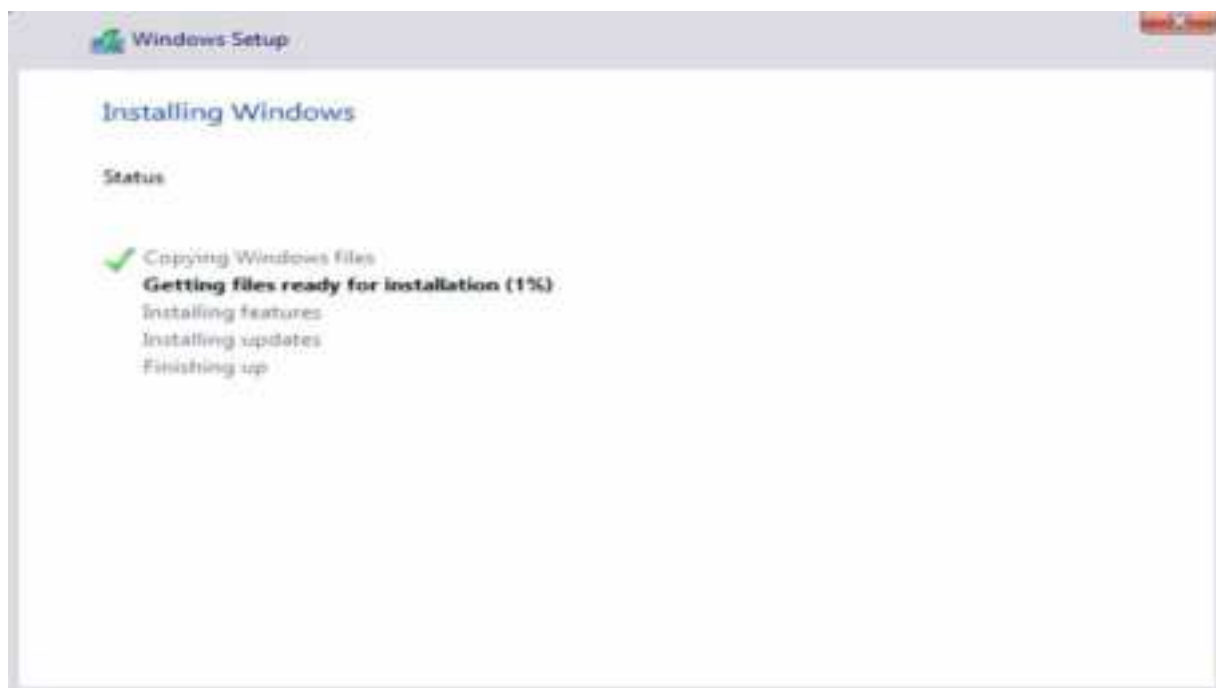 Windows Setup
Installing Windows
Status
Copying Windows files
Getting files ready for installation (1%)
Installing features
Installing updates
Finishing up